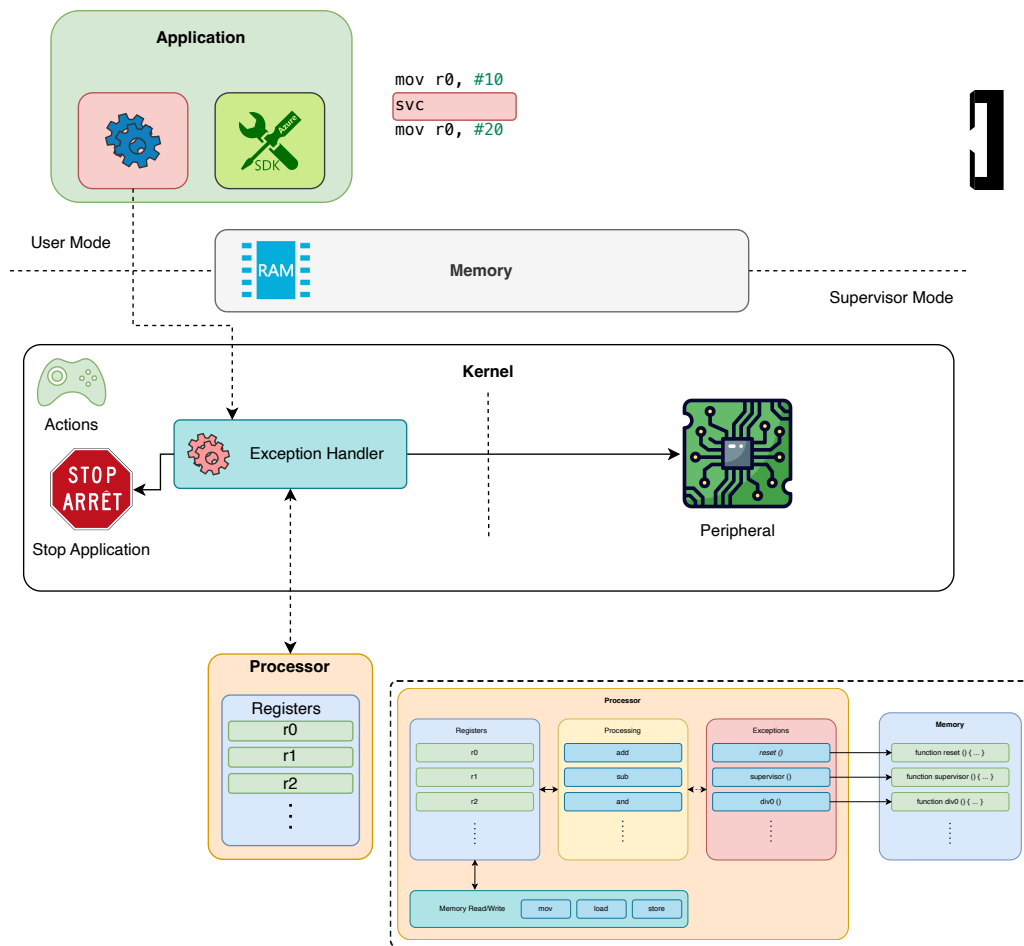 Application
Azure
SDK
mov r0, #10
svc
mov r0, #20
User Mode
RAM
Memory
Supervisor Mode
Kernel
Actions
Exception Handler
STOP
ARRÊT
Stop Application
Peripheral
Processor
Registers
r0
r1
r2
Processor
Registers
r0
r1
r2
Processing
add
sub
and
Exceptions
reset ()
supervisor ()
div0 ()
Memory
function reset () { ... }
function supervisor () { ... }
function div0 () { ... }
Memory Read/Write
mov
load
store